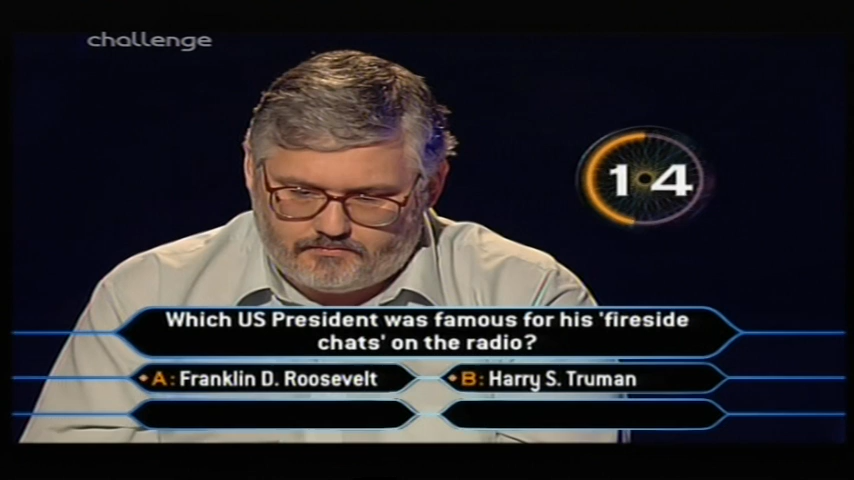 challenge
14
Which US President was famous for his 'fireside
chats' on the radio?
A: Franklin D. Roosevelt
B: Harry S. Truman